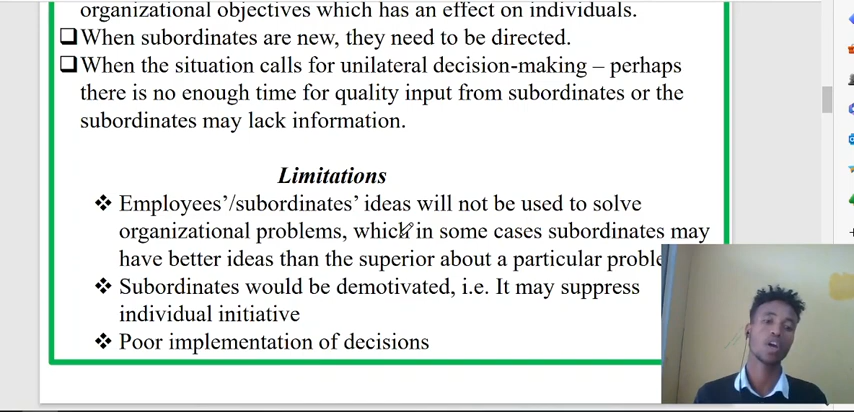 organizational objectives which has an effect on individuals.
❑When subordinates are new, they need to be directed.
❑When the situation calls for unilateral decision-making – perhaps
there is no enough time for quality input from subordinates or the
subordinates may lack information.
Limitations
❖ Employees'/subordinates' ideas will not be used to solve
organizational problems, which in some cases subordinates may
have better ideas than the superior about a particular proble
❖ Subordinates would be demotivated, i.e. It may suppress
individual initiative
❖ Poor implementation of decisions